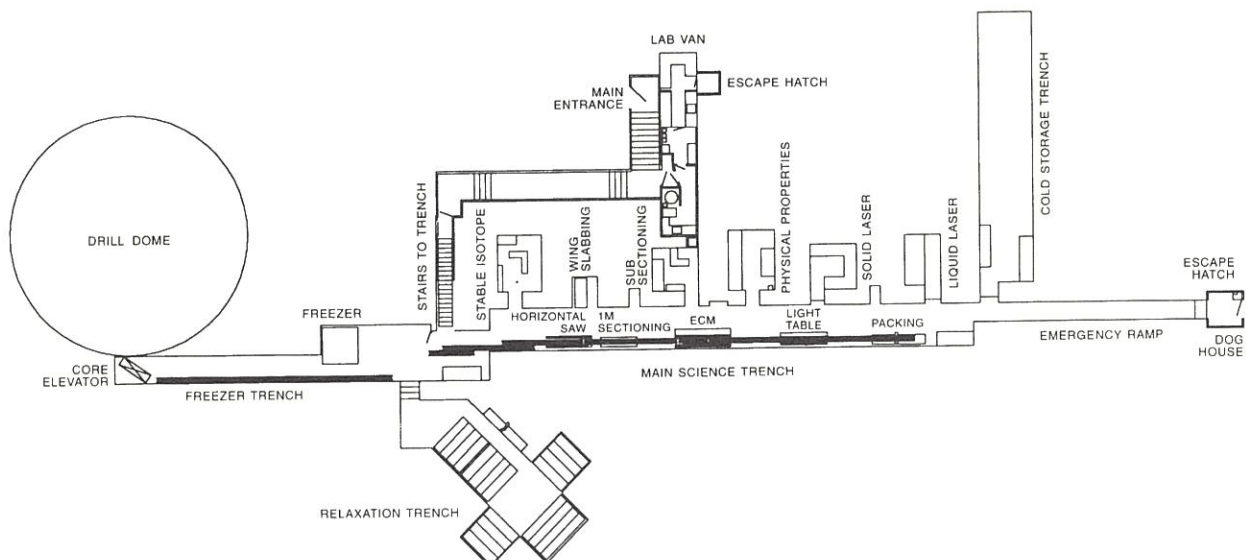 LAB VAN
ESCAPE HATCH
MAIN
ENTRANCE
COLD STORAGE TRENCH
DRILL DOME
STAIRS TO TRENCH
STABLE ISOTOPE
WING
SLABBING
SUB
SECTIONING
PHYSICAL PROPERTIES
SOLID LASER
LIQUID LASER
ESCAPE
HATCH
FREEZER
HORIZONTAL
SAW
1M
SECTIONING
ECM
LIGHT
TABLE
PACKING
EMERGENCY RAMP
DOG
HOUSE
CORE
ELEVATOR
FREEZER TRENCH
MAIN SCIENCE TRENCH
RELAXATION TRENCH